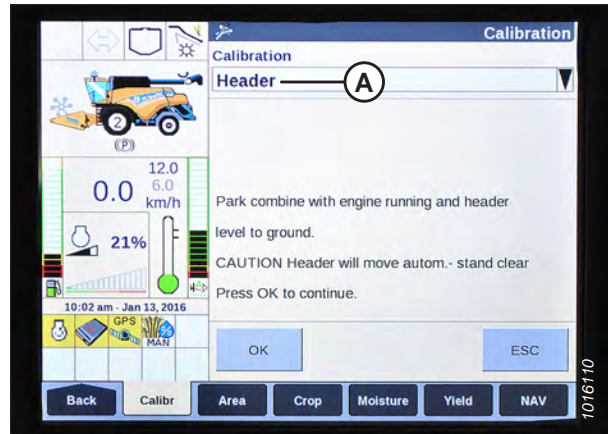 Calibration
Calibration
Header
A
2
(P)
12.0
0.0
6.0
km/h
21%
Park combine with engine running and header
level to ground.
CAUTION Header will move autom.- stand clear
Press OK to continue.
10:02 am - Jan 13, 2016
GPS
MAN
OK
ESC
Back
Calibr
Area
Crop
Moisture
Yield
NAV
1016110